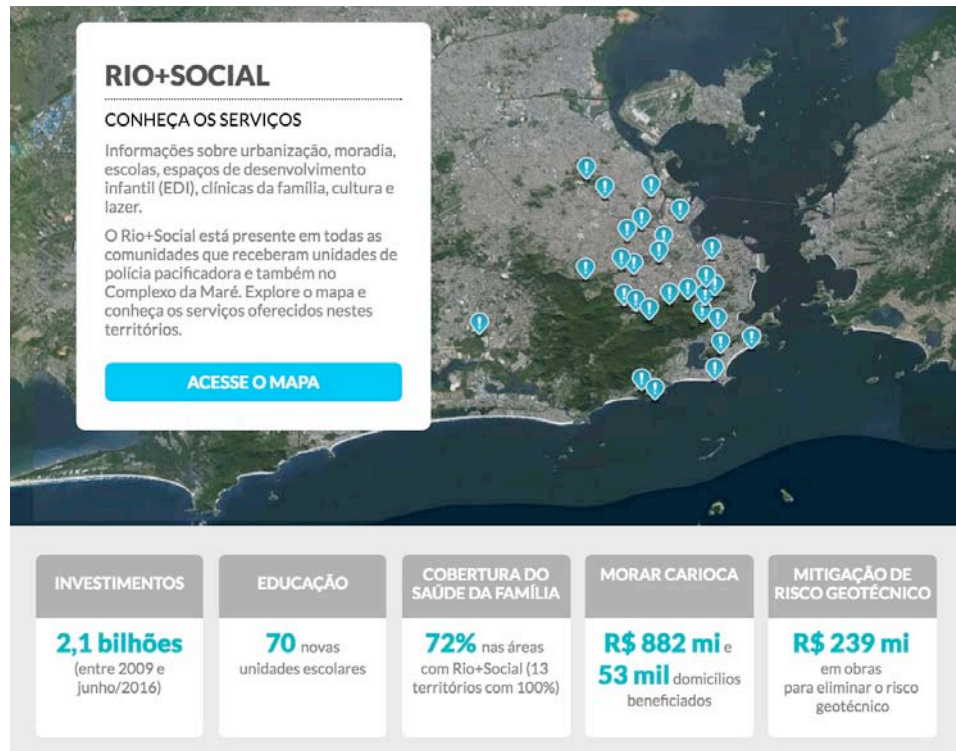 RIO+SOCIAL
CONHEÇA OS SERVIÇOS
Informações sobre urbanização, moradia,
escolas, espaços de desenvolvimento
infantil (EDI), clínicas da família, cultura e
lazer.
O Rio+Social está presente em todas as
comunidades que receberam unidades de
polícia pacificadora e também no
Complexo da Maré. Explore o mapa e
conheça os serviços oferecidos nestes
territórios.
ACESSE O MAPA
INVESTIMENTOS
2,1 bilhões
(entre 2009 e
junho/2016)
EDUCAÇÃO
70 novas
unidades escolares
COBERTURA DO
SAÚDE DA FAMÍLIA
72% nas áreas
com Rio+Social (13
territórios com 100%)
MORAR CARIOCA
R$ 882 mi e
53 mil domicílios
beneficiados
MITIGAÇÃO DE
RISCO GEOTÉCNICO
R$ 239 mi
em obras
para eliminar o risco
geotécnico